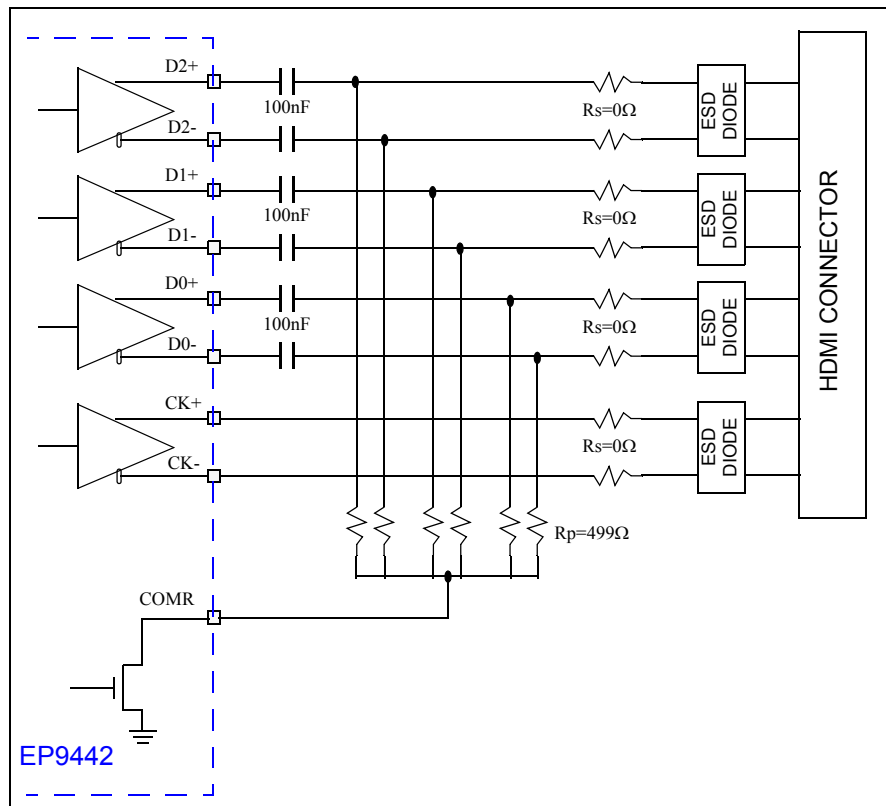 D2+
100nF
D2-
Rs=0Ω
ESD
DIODE
D1+
100nF
D1-
Rs=0Ω
ESD
DIODE
D0+
100nF
D0-
Rs=0Ω
ESD
DIODE
CK+
CK-
Rs=0Ω
ESD
DIODE
HDMI CONNECTOR
Rp=499Ω
COMR
EP9442